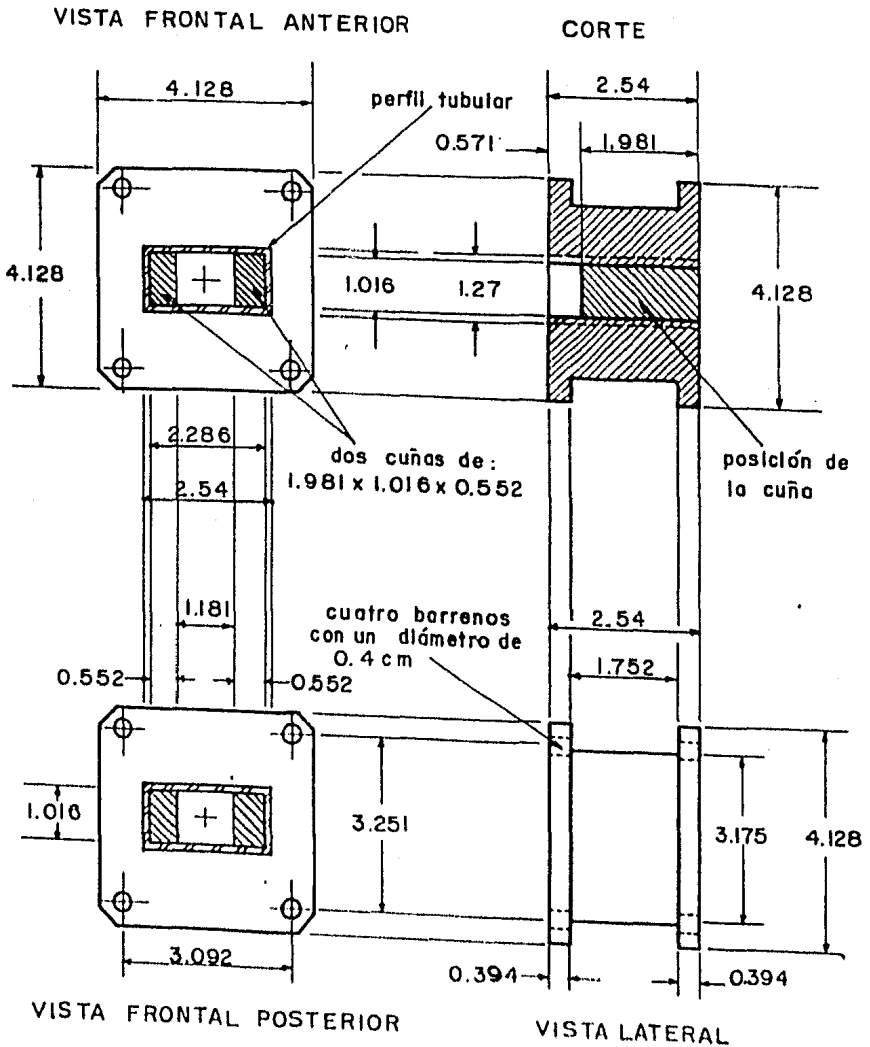 VISTA FRONTAL ANTERIOR
CORTE
4.128
perfil tubular
2.54
0.571
1.981
4.128
1.016
1.27
4.128
2.286
dos cuñas de:
1.981 x 1.016 x 0.552
posición de
la cuña
2.54
1.181
cuatro barrenos
con un diámetro de
0.4 cm
2.54
1.752
0.552
0.552
1.016
3.251
3.175
4.128
3.092
0.394
0.394
VISTA FRONTAL POSTERIOR
VISTA LATERAL